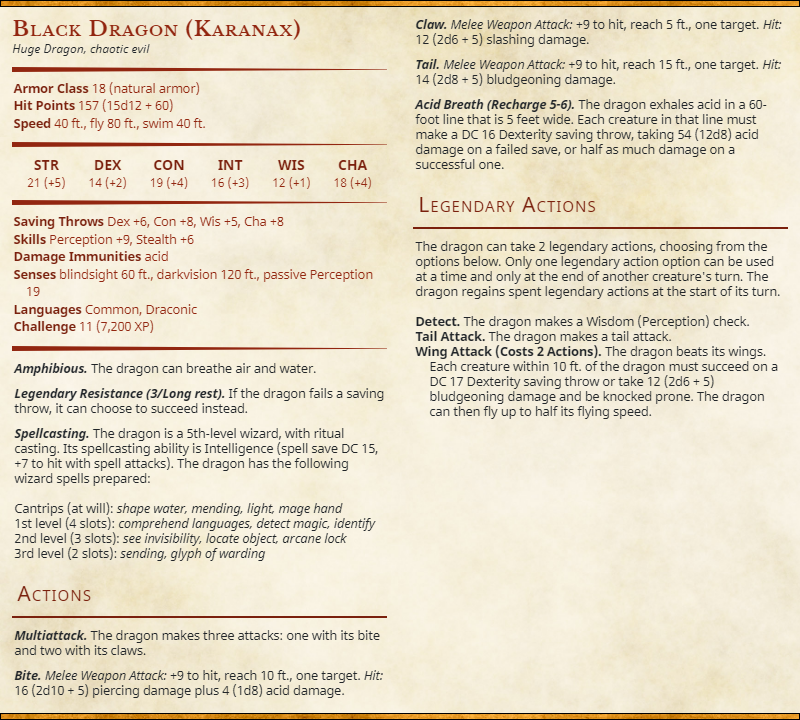 Black Dragon (Karanax)
Huge Dragon, chaotic evil
Armor Class 18 (natural armor)
Hit Points 157 (15d12 + 60)
Speed 40 ft., fly 80 ft., swim 40 ft.
STR DEX CON INT WIS CHA
21 (+5) 14 (+2) 19 (+4) 16 (+3) 12 (+1) 18 (+4)
Saving Throws Dex +6, Con +8, Wis +5, Cha +8
Skills Perception +9, Stealth +6
Damage Immunities acid
Senses blindsight 60 ft., darkvision 120 ft., passive Perception
19
Languages Common, Draconic
Challenge 11 (7,200 XP)
Amphibious. The dragon can breathe air and water.
Legendary Resistance (3/Long rest). If the dragon fails a saving
throw, it can choose to succeed instead.
Spellcasting. The dragon is a 5th-level wizard, with ritual
casting. Its spellcasting ability is Intelligence (spell save DC 15,
+7 to hit with spell attacks). The dragon has the following
wizard spells prepared:
Cantrips (at will): shape water, mending, light, mage hand
1st level (4 slots): comprehend languages, detect magic, identify
2nd level (3 slots): see invisibility, locate object, arcane lock
3rd level (2 slots): sending, glyph of warding
Actions
Multiattack. The dragon makes three attacks: one with its bite
and two with its claws.
Bite. Melee Weapon Attack: +9 to hit, reach 10 ft., one target. Hit:
16 (2d10 + 5) piercing damage plus 4 (1d8) acid damage.
Claw. Melee Weapon Attack: +9 to hit, reach 5 ft., one target. Hit:
12 (2d6 + 5) slashing damage.
Tail. Melee Weapon Attack: +9 to hit, reach 15 ft., one target. Hit:
14 (2d8 + 5) bludgeoning damage.
Acid Breath (Recharge 5-6). The dragon exhales acid in a 60-
foot line that is 5 feet wide. Each creature in that line must
make a DC 16 Dexterity saving throw, taking 54 (12d8) acid
damage on a failed save, or half as much damage on a
successful one.
Legendary Actions
The dragon can take 2 legendary actions, choosing from the
options below. Only one legendary action option can be used
at a time and only at the end of another creature's turn. The
dragon regains spent legendary actions at the start of its turn.
Detect. The dragon makes a Wisdom (Perception) check.
Tail Attack. The dragon makes a tail attack.
Wing Attack (Costs 2 Actions). The dragon beats its wings.
Each creature within 10 ft. of the dragon must succeed on a
DC 17 Dexterity saving throw or take 12 (2d6 + 5)
bludgeoning damage and be knocked prone. The dragon
can then fly up to half its flying speed.